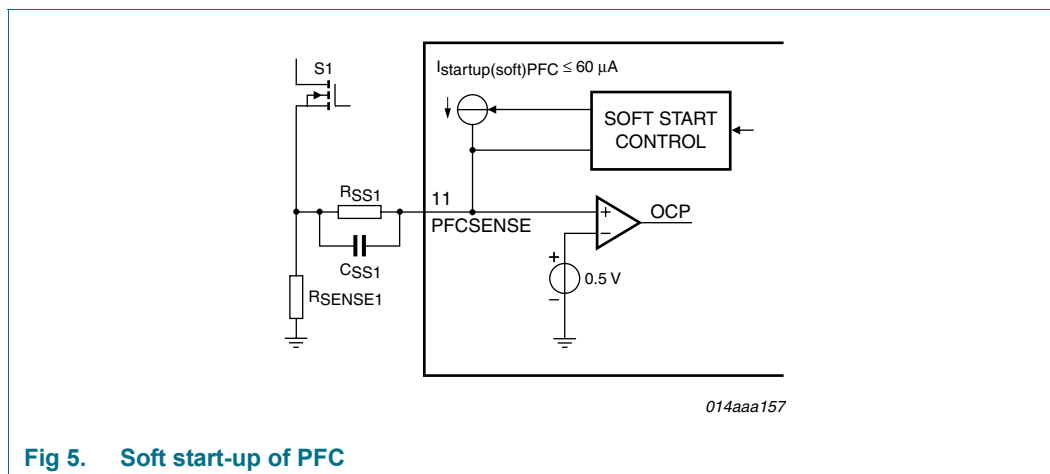 S1
Istartup(soft)PFC ≤ 60 μA
SOFT START
CONTROL
RSS1
11
PFCSENSE
OCP
CSS1
+
−
+
0.5 V
−
RSENSE1
014aaa157
Fig 5. Soft start-up of PFC